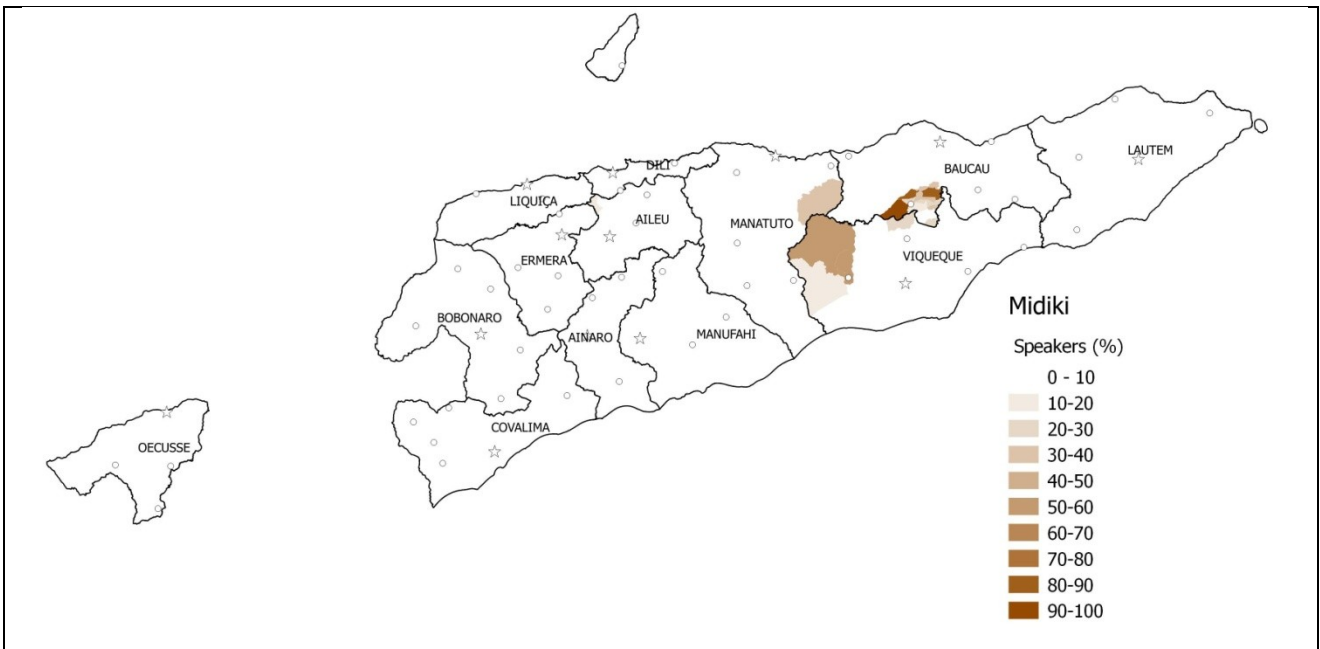 DILI
LAUTEM
BAUCAU
LIQUIÇA
AILEU
MANATUTO
VIQUEQUE
ERMERA
BOBONARO
AINARO
MANUFAHI
COVALIMA
OECUSSE
Midiki
Speakers (%)
0 - 10
10-20
20-30
30-40
40-50
50-60
60-70
70-80
80-90
90-100